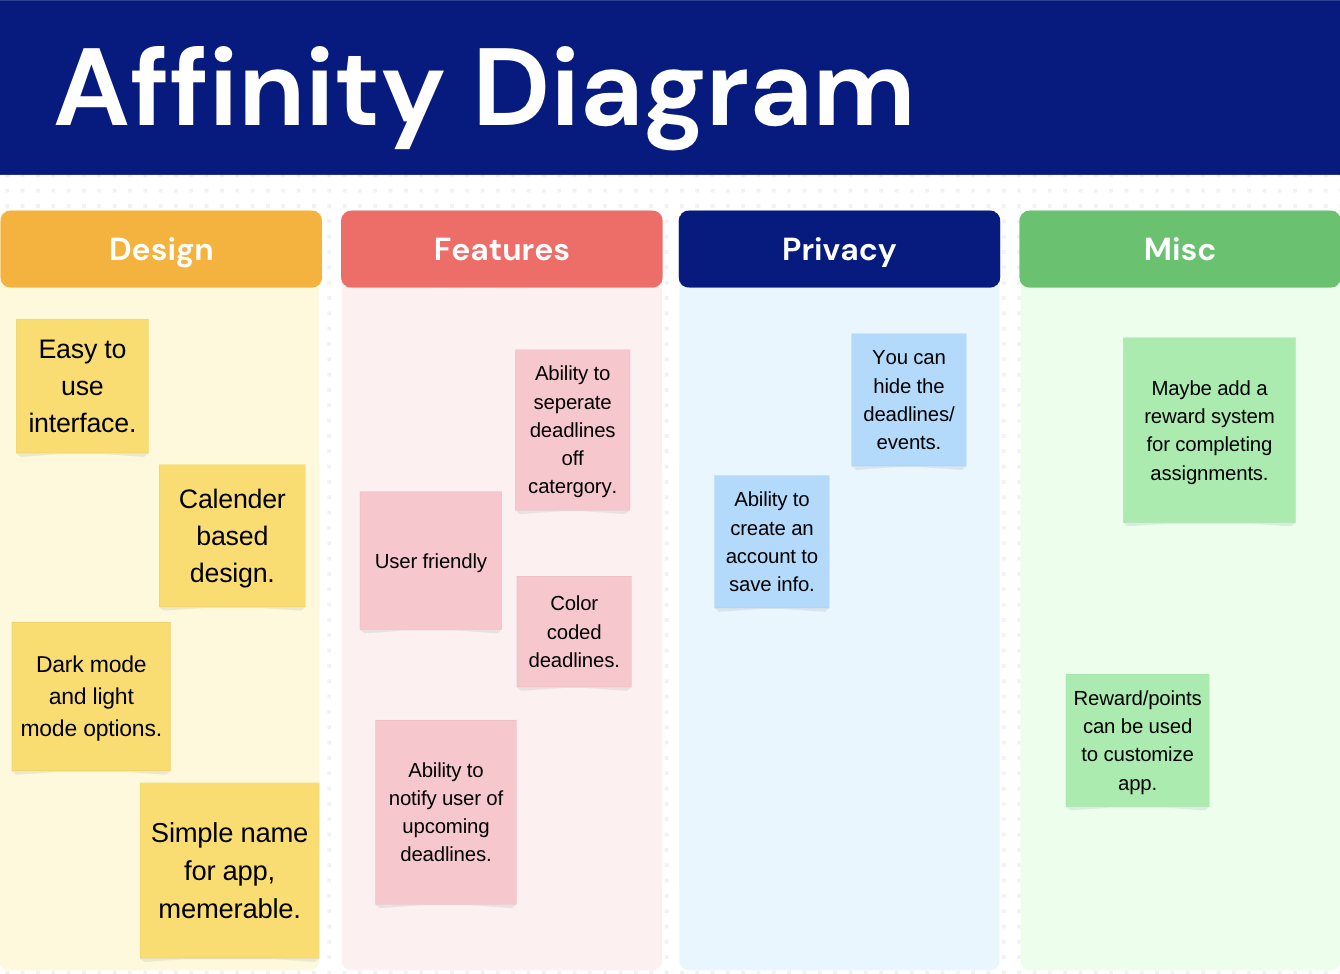 Affinity Diagram
Design
Easy to
use
interface.
Calender
based
design.
Dark mode
and light
mode options.
Simple name
for app,
memerable.
Features
Ability to
seperate
deadlines
off
catergory.
User friendly
Color
coded
deadlines.
Ability to
notify user of
upcoming
deadlines.
Privacy
You can
hide the
deadlines/
events.
Ability to
create an
account to
save info.
Misc
Maybe add a
reward system
for completing
assignments.
Reward/points
can be used
to customize
app.